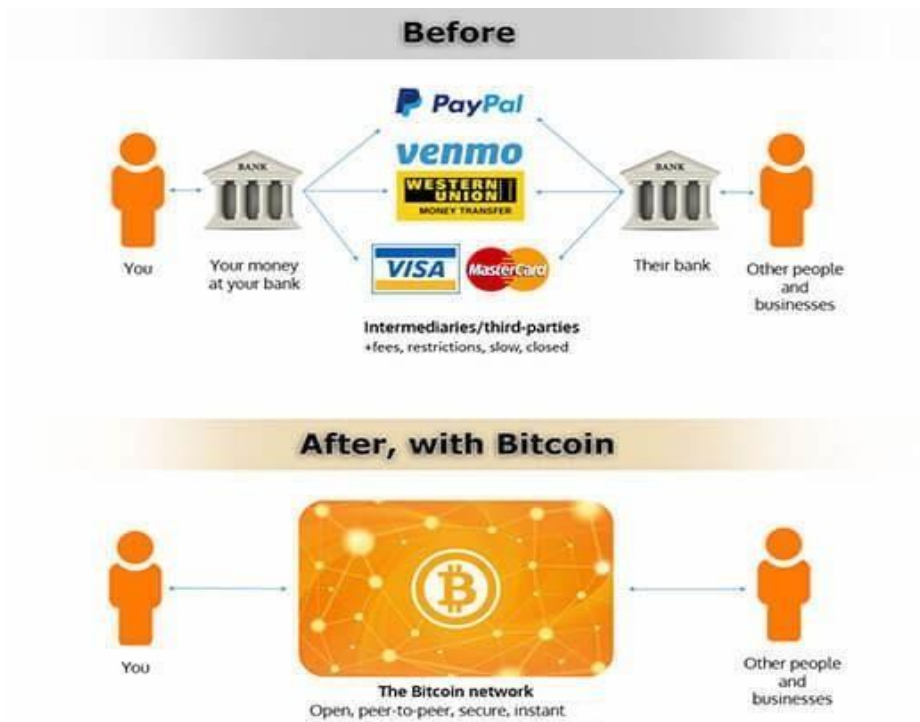 Before
PayPal
venmo
BANK
BANK
WESTERN
UNION
MONEY TRANSFER
You
Your money
at your bank
VISA
MasterCard
Their bank
Other people
and
businesses
Intermediaries/third-parties
+fees, restrictions, slow, closed
After, with Bitcoin
You
Other people
and
businesses
The Bitcoin network
Open, peer-to-peer, secure, instant